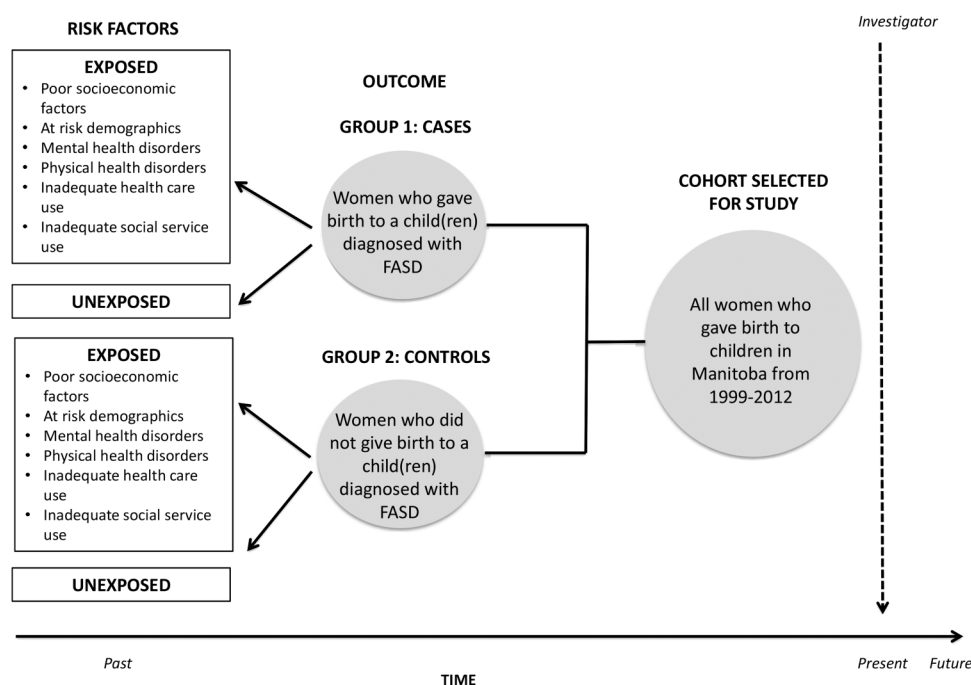 RISK FACTORS
EXPOSED
• Poor socioeconomic
factors
• At risk demographics
• Mental health disorders
• Physical health disorders
• Inadequate health care
use
• Inadequate social service
use
UNEXPOSED
EXPOSED
• Poor socioeconomic
factors
• At risk demographics
• Mental health disorders
• Physical health disorders
• Inadequate health care
use
• Inadequate social service
use
UNEXPOSED
OUTCOME
GROUP 1: CASES
Women who gave
birth to a child(ren)
diagnosed with
FASD
GROUP 2: CONTROLS
Women who did
not give birth to a
child(ren)
diagnosed with
FASD
COHORT SELECTED
FOR STUDY
All women who
gave birth to
children in
Manitoba from
1999-2012
Investigator
Past
Present
Future
TIME